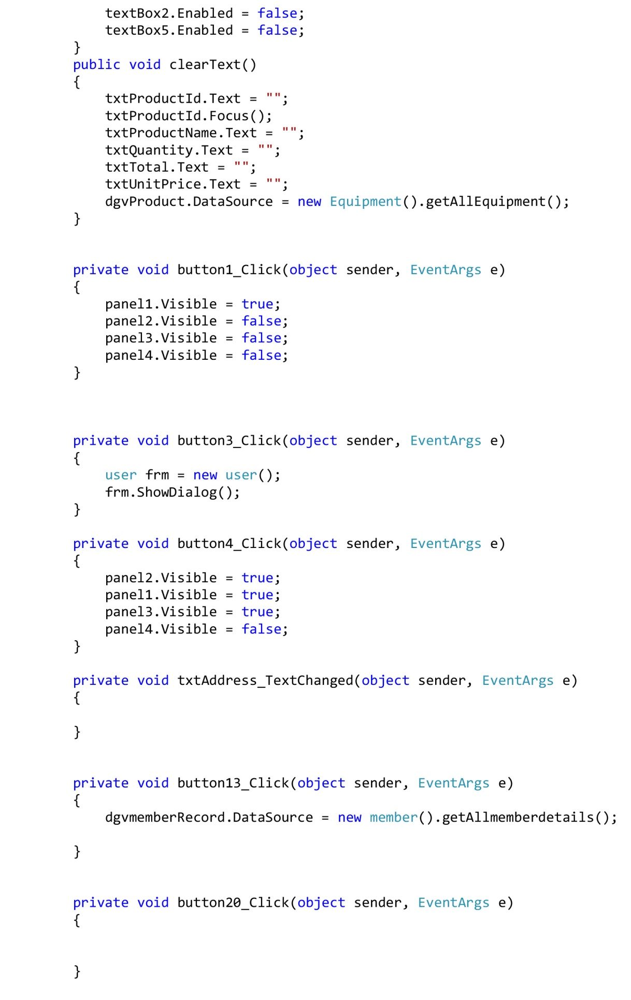 textBox2.Enabled = false;
textBox5.Enabled = false;
}
public void clearText()
{
txtProductId.Text = "";
txtProductId.Focus();
txtProductName.Text = "";
txtQuantity.Text = "";
txtTotal.Text = "";
txtUnitPrice.Text = "";
dgvProduct.DataSource = new Equipment().getAllEquipment();
}
private void button1_Click(object sender, EventArgs e)
{
panel1.Visible = true;
panel2.Visible = false;
panel3.Visible = false;
panel4.Visible = false;
}
private void button3_Click(object sender, EventArgs e)
{
user frm = new user();
frm.ShowDialog();
}
private void button4_Click(object sender, EventArgs e)
{
panel2.Visible = true;
panel1.Visible = true;
panel3.Visible = true;
panel4.Visible = false;
}
private void txtAddress_TextChanged(object sender, EventArgs e)
{
}
private void button13_Click(object sender, EventArgs e)
{
dgvmemberRecord.DataSource = new member().getAllmemberdetails();
}
private void button20_Click(object sender, EventArgs e)
{
}